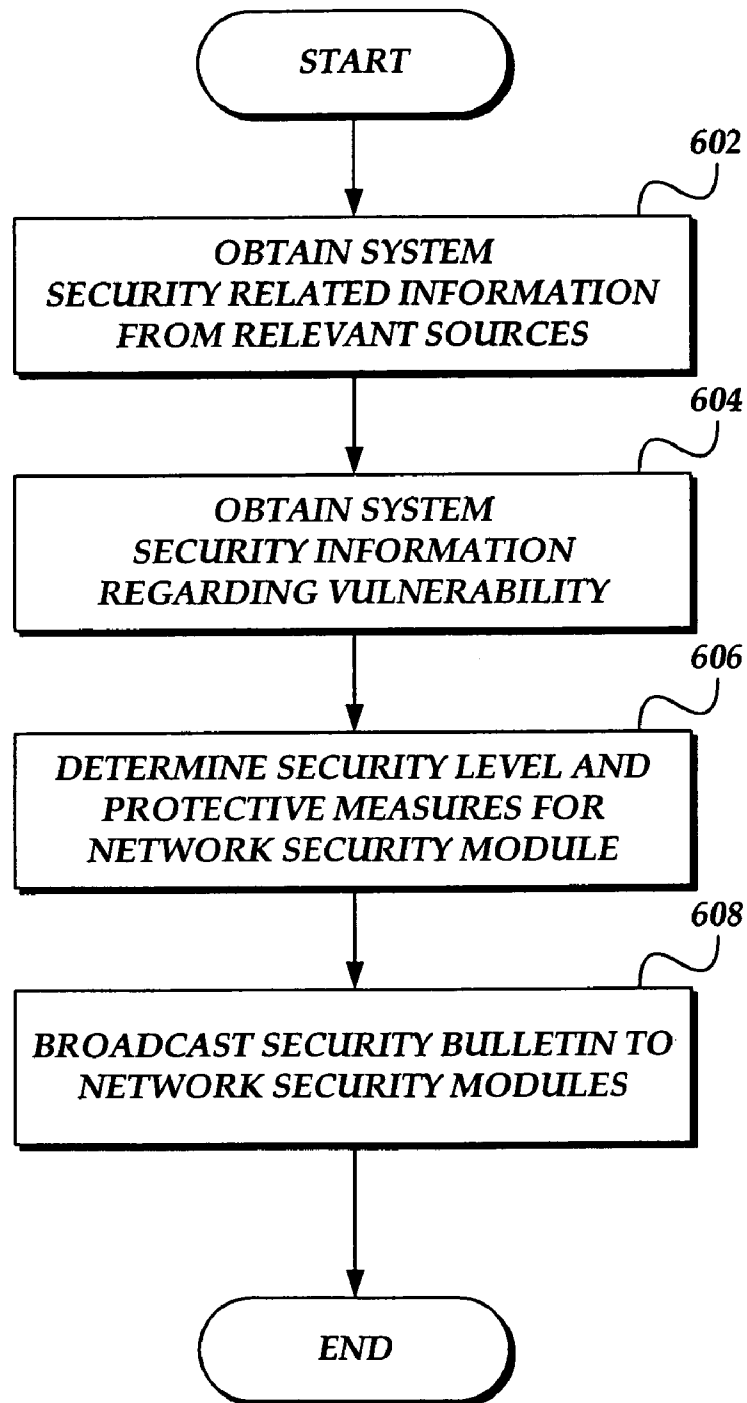 START
602
OBTAIN SYSTEM
SECURITY RELATED INFORMATION
FROM RELEVANT SOURCES
604
OBTAIN SYSTEM
SECURITY INFORMATION
REGARDING VULNERABILITY
606
DETERMINE SECURITY LEVEL AND
PROTECTIVE MEASURES FOR
NETWORK SECURITY MODULE
608
BROADCAST SECURITY BULLETIN TO
NETWORK SECURITY MODULES
END